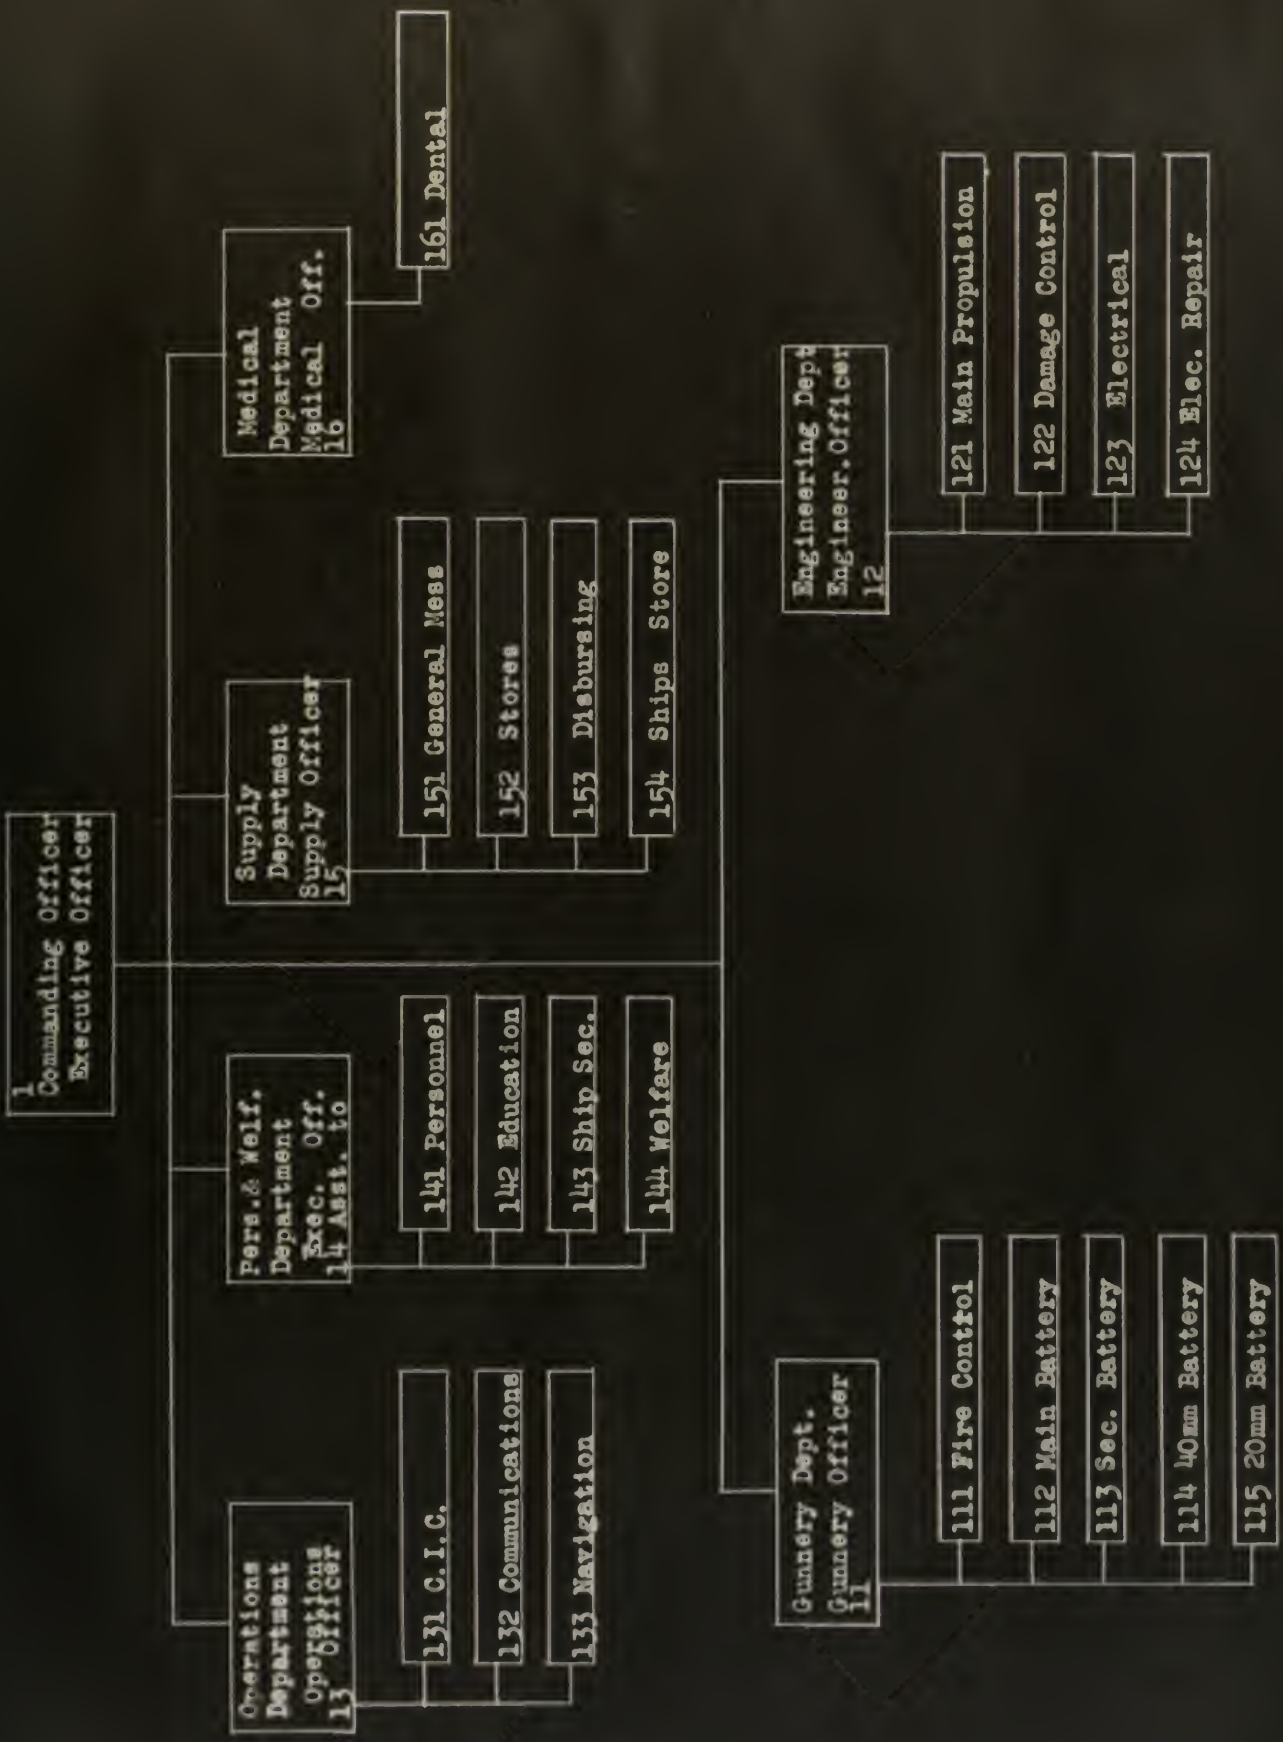 1
Commanding Officer
Executive Officer
Operations
Department
Operations
13 Officer
131 C.I.C.
132 Communications
133 Navigation
Pers.& Welf.
Department
Exec. Off.
14 Asst. to
141 Personnel
142 Education
143 Ship Sec.
144 Welfare
Supply
Department
Supply Officer
15
151 General Mess
152 Stores
153 Disbursing
154 Ships Store
Medical
Department
Medical Off.
16
161 Dental
Gunnery Dept.
Gunnery Officer
11
111 Fire Control
112 Main Battery
113 Sec. Battery
114 40mm Battery
115 20mm Battery
Engineering Dept
Engineer.Officer
12
121 Main Propulsion
122 Damage Control
123 Electrical
124 Elec. Repair